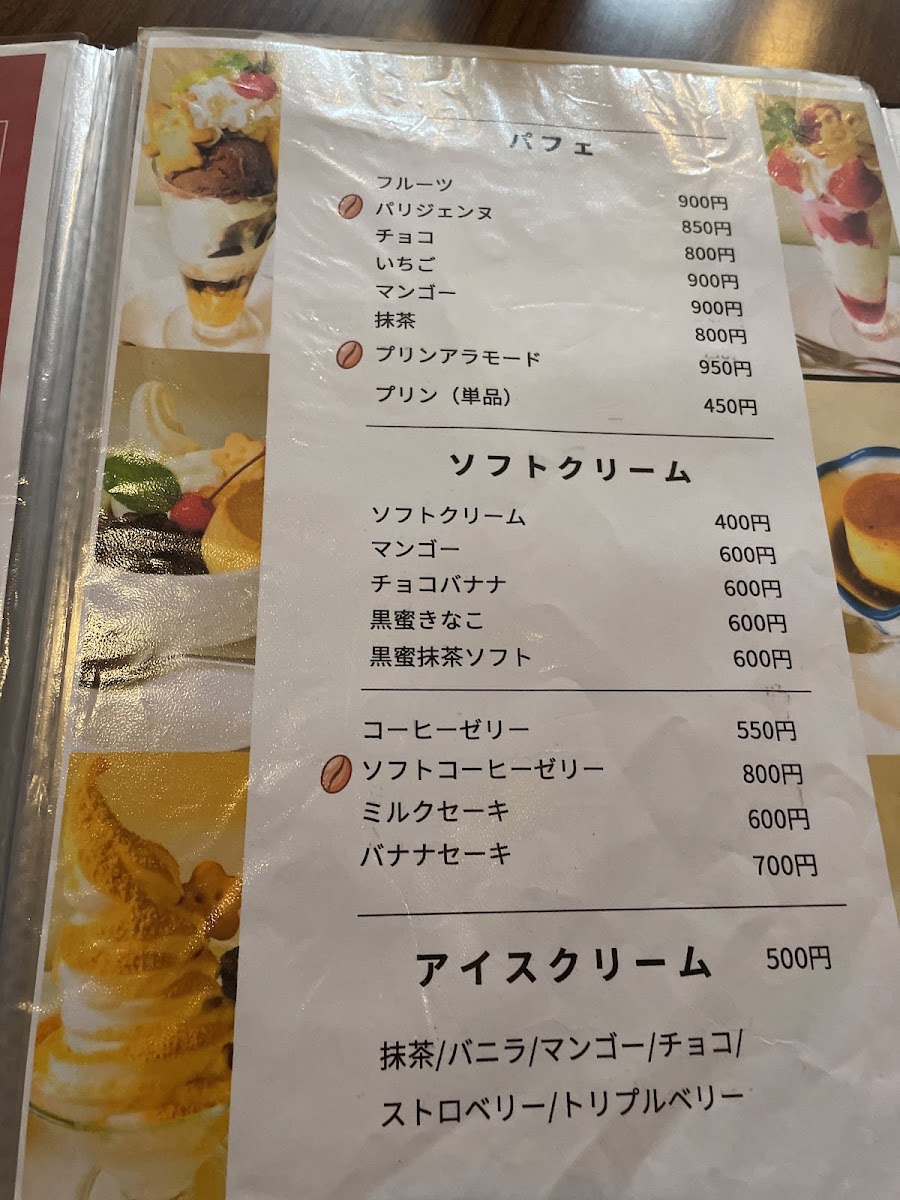 パフェ
フルーツ 900円
パリジェンヌ 850円
チョコ 800円
いちご 900円
マンゴー 900円
抹茶 800円
プリンアラモード 950円
プリン（単品） 450円
ソフトクリーム
ソフトクリーム 400円
マンゴー 600円
チョコバナナ 600円
黒蜜きなこ 600円
黒蜜抹茶ソフト 600円
コーヒーゼリー 550円
ソフトコーヒーゼリー 800円
ミルクセーキ 600円
バナナセーキ 700円
アイスクリーム 500円
抹茶/バニラ/マンゴー/チョコ/
ストロベリー/トリプルベリー